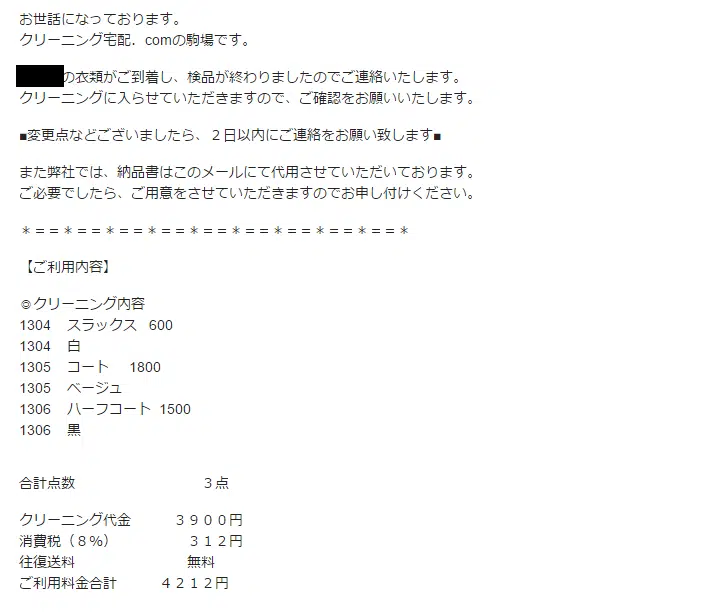 お世話になっております。
クリーニング宅配．comの駒場です。
の衣類がご到着し、検品が終わりましたのでご連絡いたします。
クリーニングに入らせていただきますので、ご確認をお願いいたします。
■変更点などございましたら、２日以内にご連絡をお願い致します■
また弊社では、納品書はこのメールにて代用させていただいております。
ご必要でしたら、ご用意をさせていただきますのでお申し付けください。
＊＝＝＊＝＝＊＝＝＊＝＝＊＝＝＊＝＝＊＝＝＊＝＝＊＝＝＊
【ご利用内容】
◎クリーニング内容
1304　スラックス　600
1304　白
1305　コート　 1800
1305　ベージュ
1306　ハーフコート 1500
1306　黒
合計点数　　　　　　　　　３点
クリーニング代金　　　３９００円
消費税（８％）　　　　　　３１２円
往復送料　　　　　　　　無料
ご利用料金合計　　　４２１２円